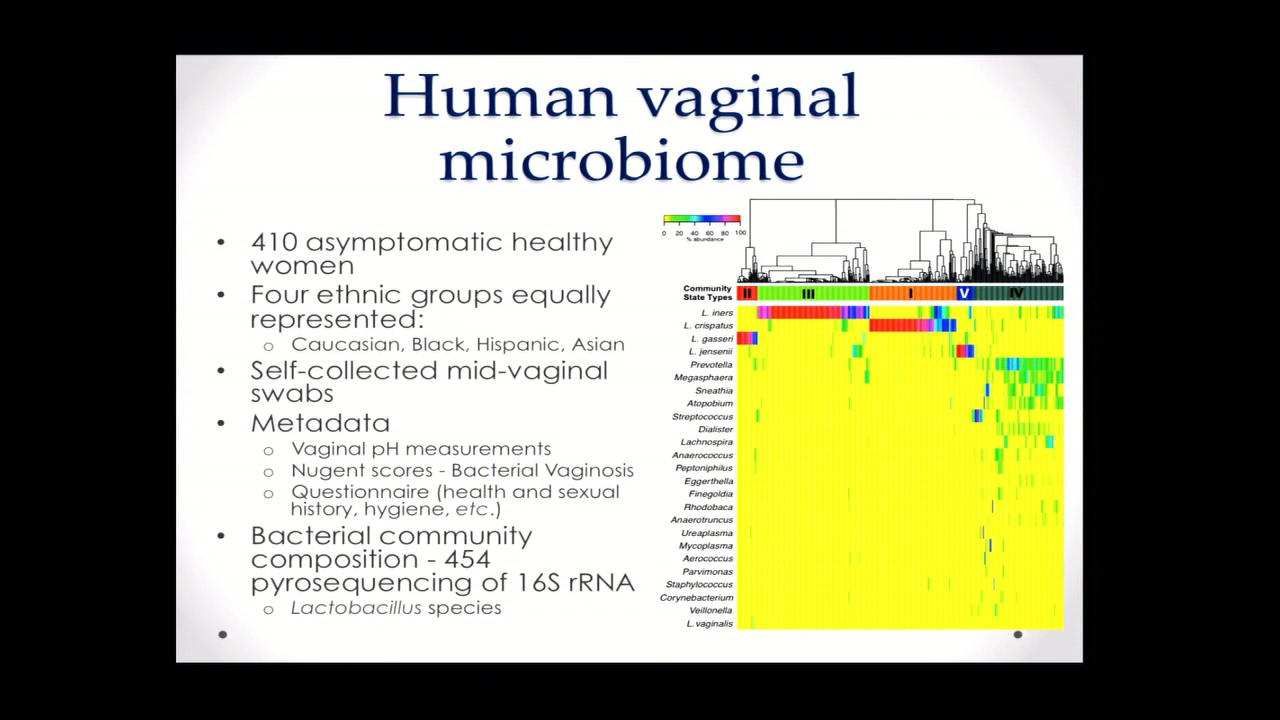 Human vaginal
microbiome
• 410 asymptomatic healthy
women
• Four ethnic groups equally
represented:
o Caucasian, Black, Hispanic, Asian
• Self-collected mid-vaginal
swabs
• Metadata
o Vaginal pH measurements
o Nugent scores - Bacterial Vaginosis
o Questionnaire (health and sexual
history, hygiene, etc.)
• Bacterial community
composition - 454
pyrosequencing of 16S rRNA
o Lactobacillus species
0 20 40 60 80 100
% abundance
Community
State Types
II III I V IV
L. iners
L. crispatus
L. gasseri
L. jensenii
Prevotella
Megasphaera
Sneathia
Atopobium
Streptococcus
Dialister
Lachnospira
Anaerococcus
Peptoniphilus
Eggerthella
Finegoldia
Rhodobaca
Anaerotruncus
Ureaplasma
Mycoplasma
Aerococcus
Parvimonas
Staphylococcus
Corynebacterium
Veillonella
L. vaginalis